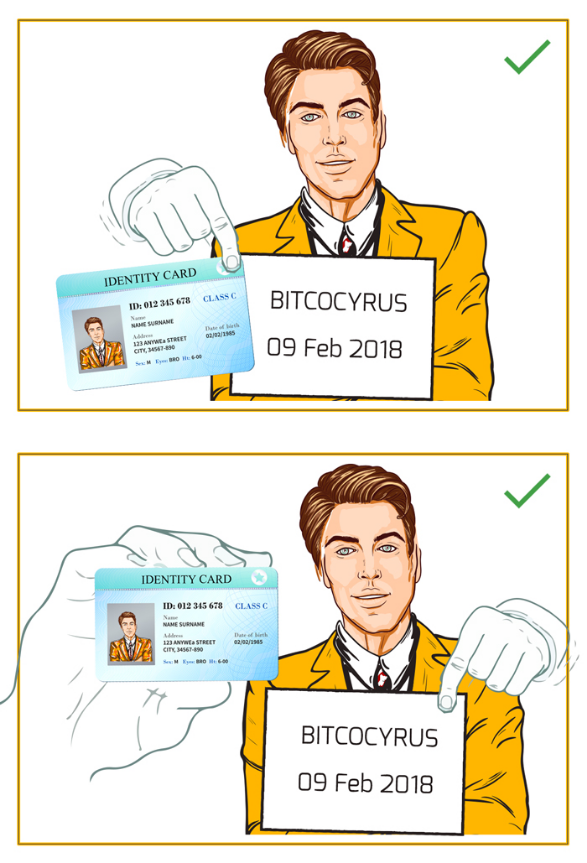 IDENTITY CARD
ID: 012 345 678 CLASS C
Name
NAME SURNAME
Address Date of birth
123 ANYWEa STREET 02/02/1985
CITY, 34567-890
Sex: M Eyes: BRO Ht: 6-00
BITCOCYRUS
09 Feb 2018
IDENTITY CARD
ID: 012 345 678 CLASS C
Name
NAME SURNAME
Address Date of birth
123 ANYWEa STREET 02/02/1985
CITY, 34567-890
Sex: M Eyes: BRO Ht: 6-00
BITCOCYRUS
09 Feb 2018